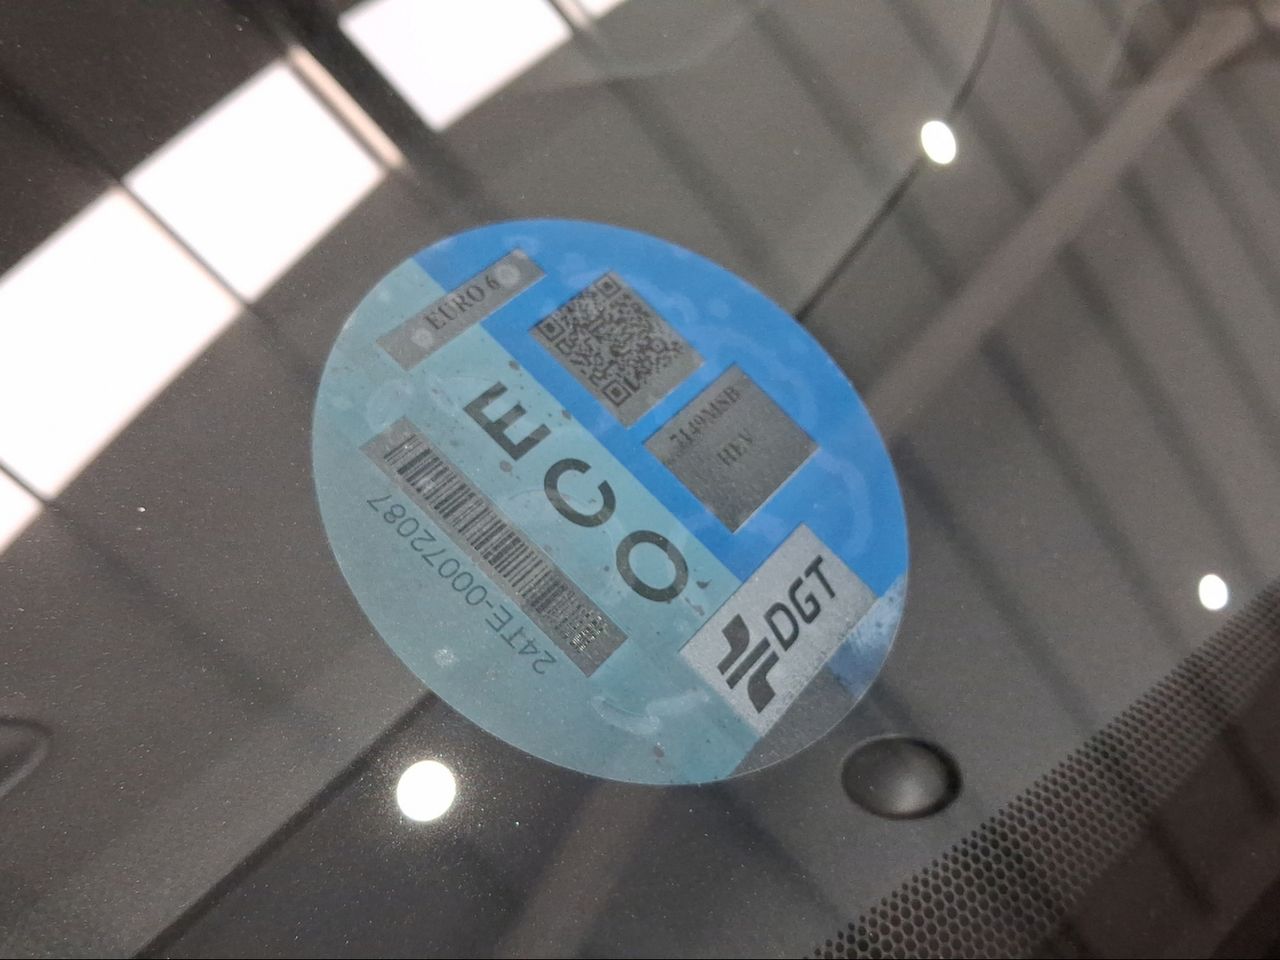 EURO 6
7149MSB
HEV
ECO
24TE-00072087
DGT